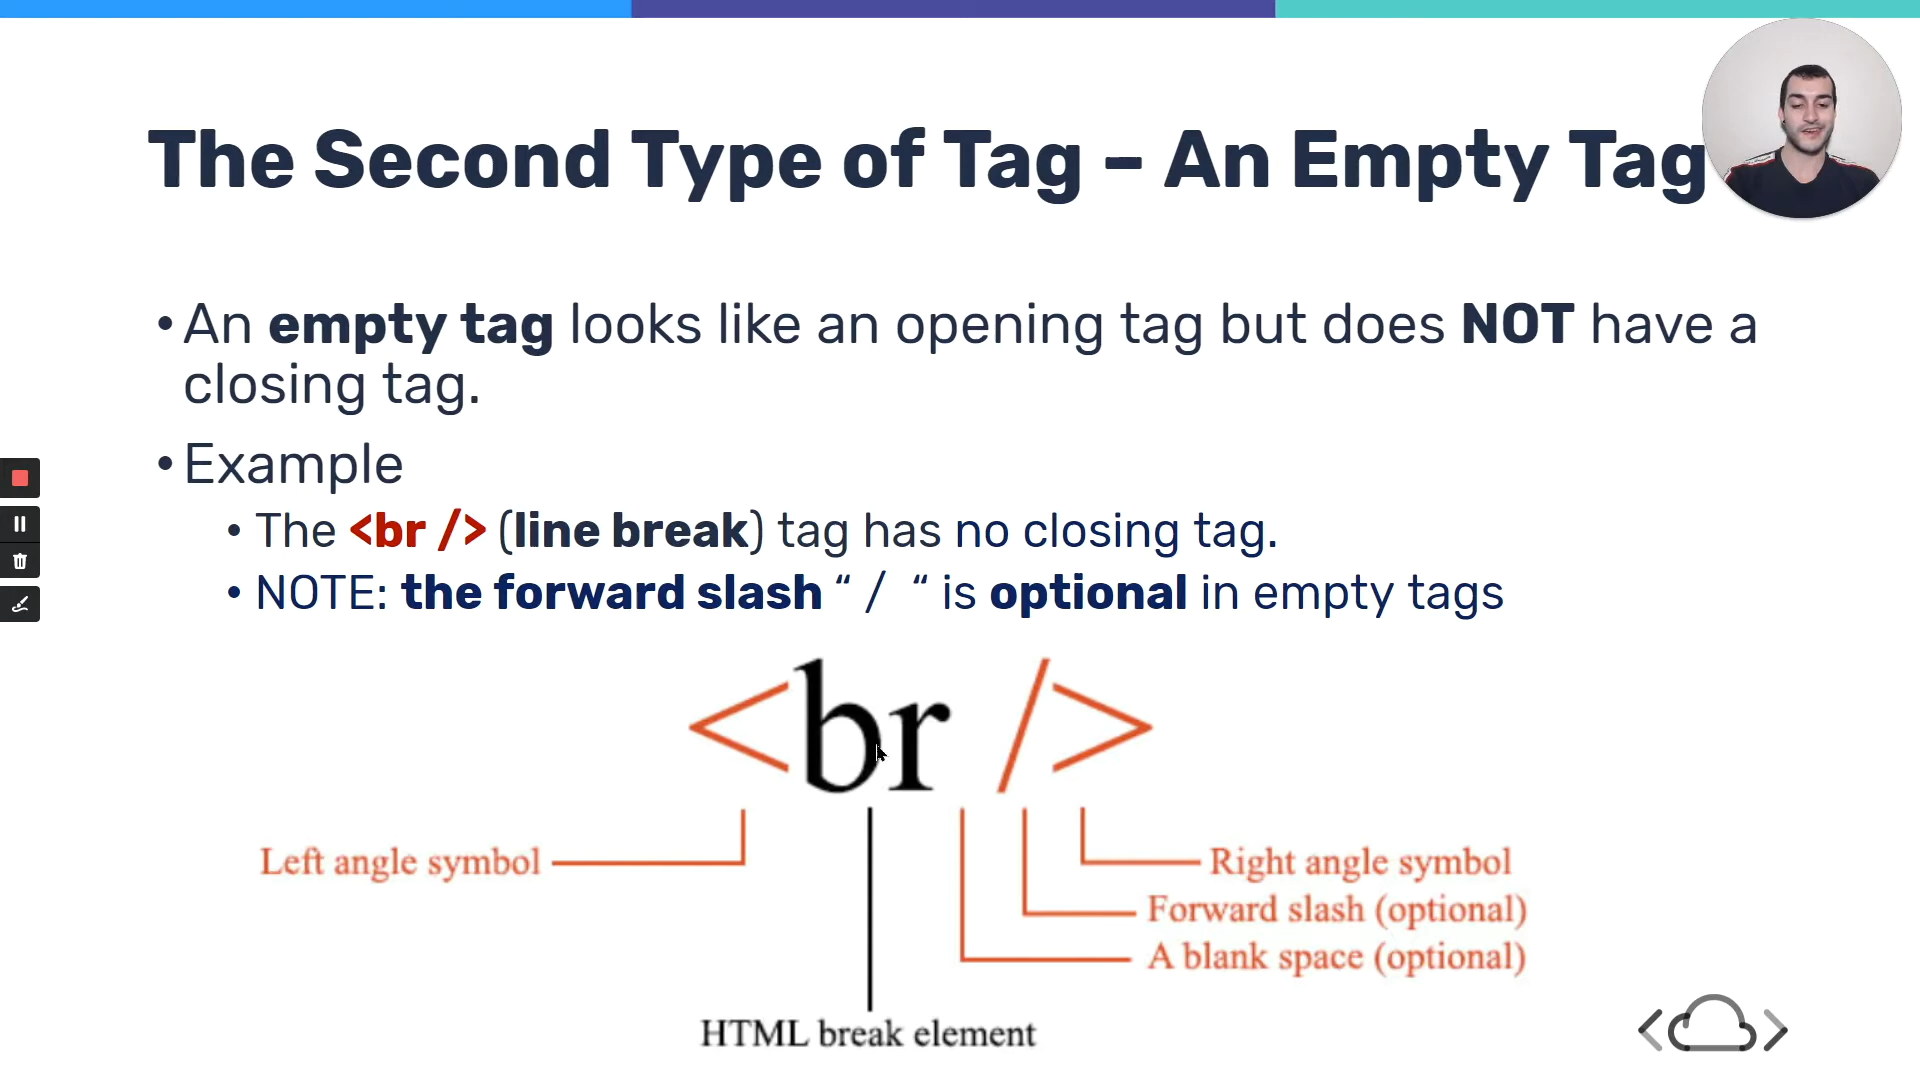 The Second Type of Tag – An Empty Tag
• An empty tag looks like an opening tag but does NOT have a
closing tag.
• Example
• The <br /> (line break) tag has no closing tag.
• NOTE: the forward slash “ /  “ is optional in empty tags
<br />
Left angle symbol
Right angle symbol
Forward slash (optional)
A blank space (optional)
HTML break element